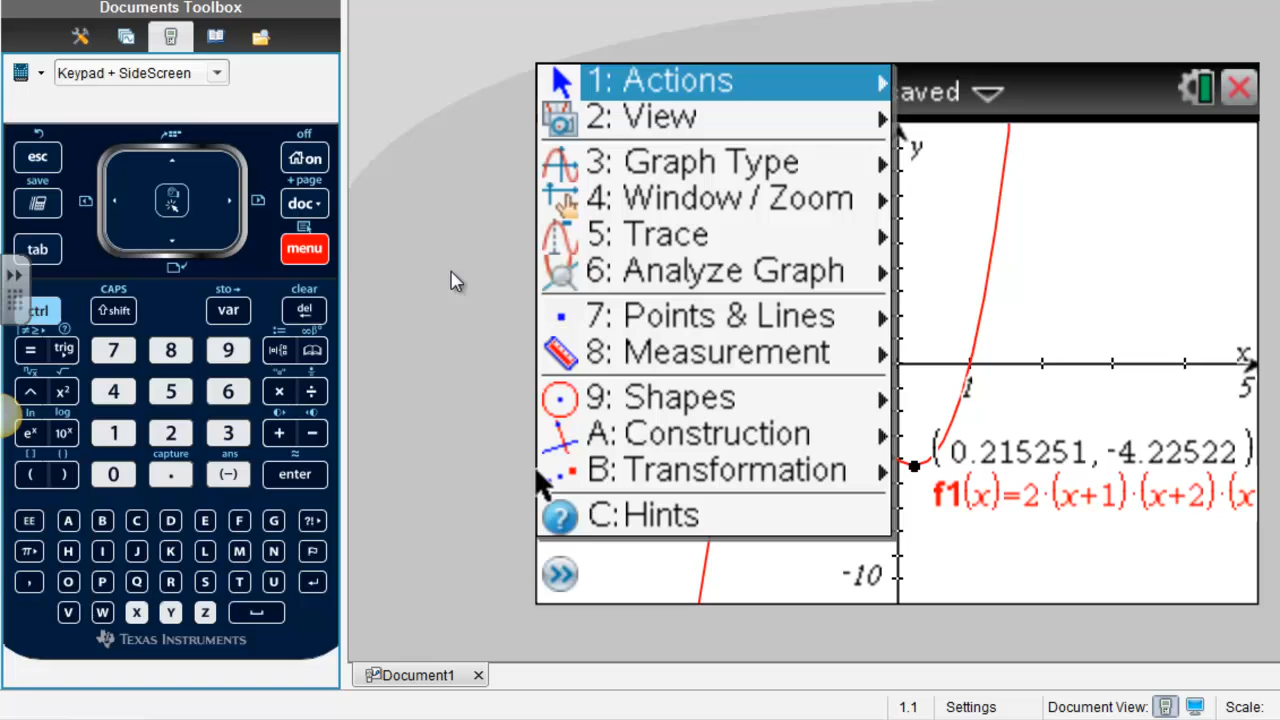 Documents Toolbox
Keypad + SideScreen
off
esc
on
save
+ page
doc
tab
menu
CAPS
sto→
clear
ctrl
⇧shift
var
del
=
trig
7
8
9
^
x²
4
5
6
×
÷
ln
log
eˣ
10ˣ
1
2
3
+
−
[ ]
{ }
capture
ans
≈
(
)
0
.
(−)
enter
EE
A
B
C
D
E
F
G
?!▸
π▸
H
I
J
K
L
M
N
,
O
P
Q
R
S
T
U
V
W
X
Y
Z
TEXAS INSTRUMENTS
1: Actions
2: View
3: Graph Type
4: Window / Zoom
5: Trace
6: Analyze Graph
7: Points & Lines
8: Measurement
9: Shapes
A: Construction
B: Transformation
C: Hints
aved
y
x
1
5
(0.215251, -4.22522)
f1(x)=2·(x+1)·(x+2)·(x
-10
Document1
1.1
Settings
Document View:
Scale: